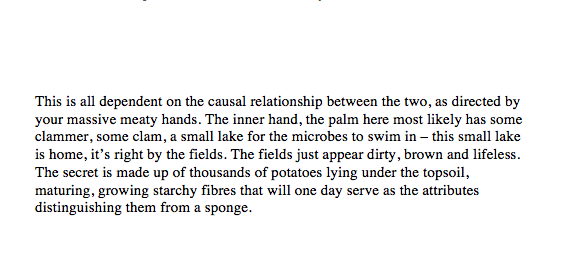 This is all dependent on the causal relationship between the two, as directed by
your massive meaty hands. The inner hand, the palm here most likely has some
clammer, some clam, a small lake for the microbes to swim in – this small lake
is home, it’s right by the fields. The fields just appear dirty, brown and lifeless.
The secret is made up of thousands of potatoes lying under the topsoil,
maturing, growing starchy fibres that will one day serve as the attributes
distinguishing them from a sponge.